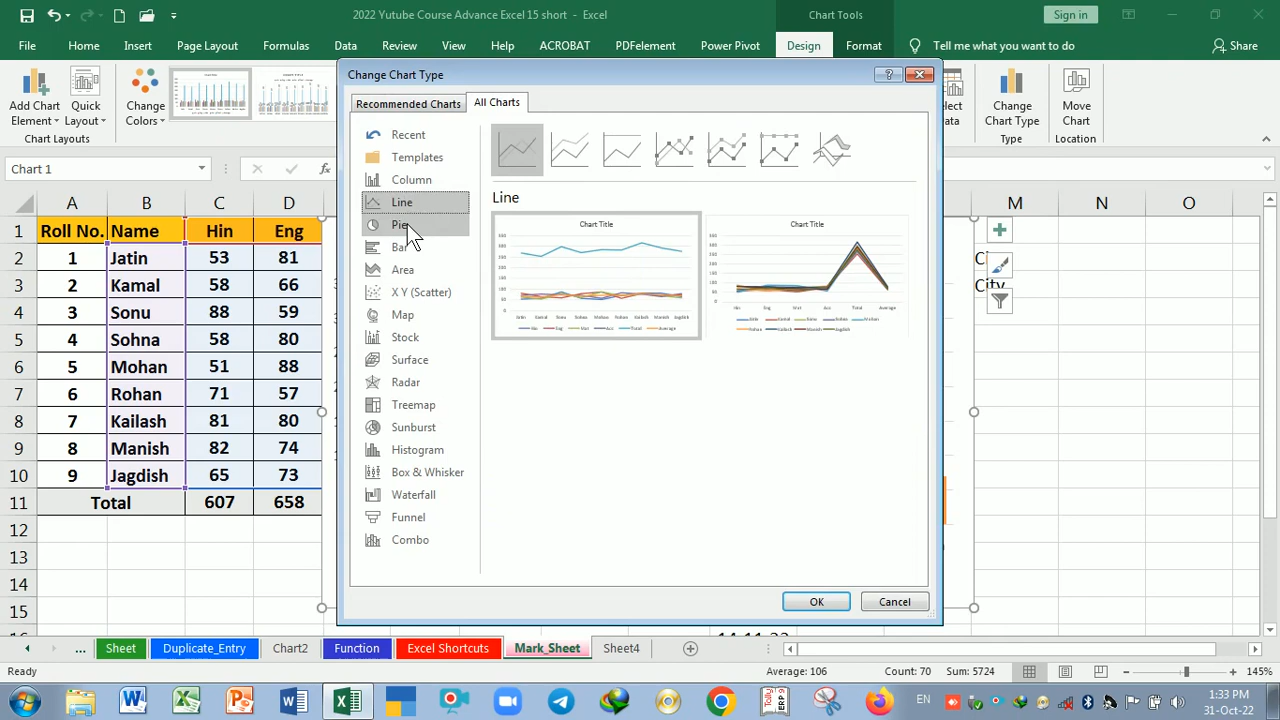 2022 Yutube Course Advance Excel 15 short - Excel
Chart Tools
Sign in
File Home Insert Page Layout Formulas Data Review View Help ACROBAT PDFelement Power Pivot Design Format Tell me what you want to do Share
Add Chart Element
Quick Layout
Change Colors
Chart Layouts
Change Chart Type
Move Chart
Type
Location
Chart 1
Change Chart Type
Recommended Charts
All Charts
Recent
Templates
Column
Line
Pie
Bar
Area
X Y (Scatter)
Map
Stock
Surface
Radar
Treemap
Sunburst
Histogram
Box & Whisker
Waterfall
Funnel
Combo
Line
Chart Title
Chart Title
OK
Cancel
A B C D M N O
1 Roll No. Name Hin Eng
2 1 Jatin 53 81
3 2 Kamal 58 66
4 3 Sonu 88 59
5 4 Sohna 58 80
6 5 Mohan 51 88
7 6 Rohan 71 57
8 7 Kailash 81 80
9 8 Manish 82 74
10 9 Jagdish 65 73
11 Total 607 658
12
13
14
15
City
... Sheet Duplicate_Entry Chart2 Function Excel Shortcuts Mark_Sheet Sheet4
Ready
Average: 106 Count: 70 Sum: 5724
145%
EN
1:33 PM
31-Oct-22